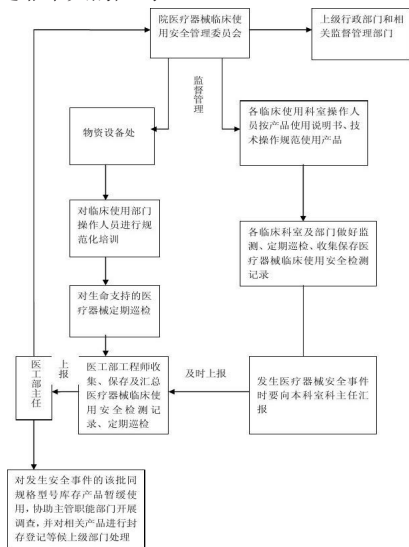 院医疗器械临床使
用安全管理委员会
上级行政部门和相
关监督管理部门
监督管理
物资设备处
各临床使用科室操作人
员按产品使用说明书、技
术操作规范使用产品
对临床使用部门
操作人员进行规
范化培训
各临床科室及部门做好监
测、定期巡检、收集保存医
疗器械临床使用安全检测
记录
对生命支持的医
疗器械定期巡检
医工部主任
上报
医工部工程师收
集、保存及汇总
医疗器械临床使
用安全检测记
录、定期巡检
及时上报
发生医疗器械安全事件
时要向本科室科主任汇
报
对发生安全事件的该批同
规格型号库存产品暂缓使
用，协助主管职能部门开展
调查，并对相关产品进行封
存登记等候上级部门处理